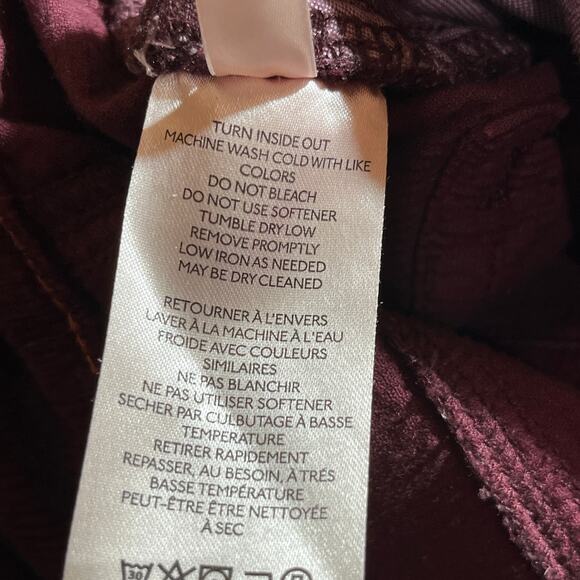 TURN INSIDE OUT
MACHINE WASH COLD WITH LIKE
COLORS
DO NOT BLEACH
DO NOT USE SOFTENER
TUMBLE DRY LOW
REMOVE PROMPTLY
LOW IRON AS NEEDED
MAY BE DRY CLEANED
RETOURNER À L'ENVERS
LAVER À LA MACHINE À L'EAU
FROIDE AVEC COULEURS
SIMILAIRES
NE PAS BLANCHIR
NE PAS UTILISER SOFTENER
SECHER PAR CULBUTAGE À BASSE
TEMPERATURE
RETIRER RAPIDEMENT
REPASSER, AU BESOIN, À TRÉS
BASSE TEMPÉRATURE
PEUT-ÊTRE ÊTRE NETTOYÉE
À SEC
30